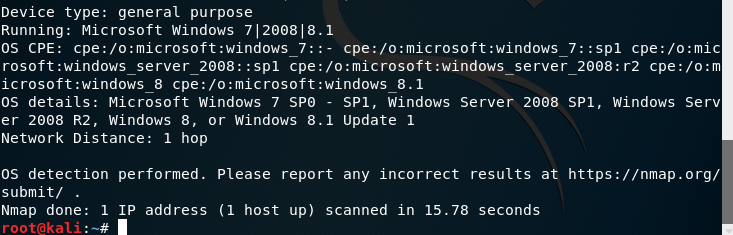 Device type: general purpose
Running: Microsoft Windows 7|2008|8.1
OS CPE: cpe:/o:microsoft:windows_7::- cpe:/o:microsoft:windows_7::sp1 cpe:/o:mic
rosoft:windows_server_2008::sp1 cpe:/o:microsoft:windows_server_2008:r2 cpe:/o:m
icrosoft:windows_8 cpe:/o:microsoft:windows_8.1
OS details: Microsoft Windows 7 SP0 - SP1, Windows Server 2008 SP1, Windows Serv
er 2008 R2, Windows 8, or Windows 8.1 Update 1
Network Distance: 1 hop
OS detection performed. Please report any incorrect results at https://nmap.org/
submit/ .
Nmap done: 1 IP address (1 host up) scanned in 15.78 seconds
root@kali:~#